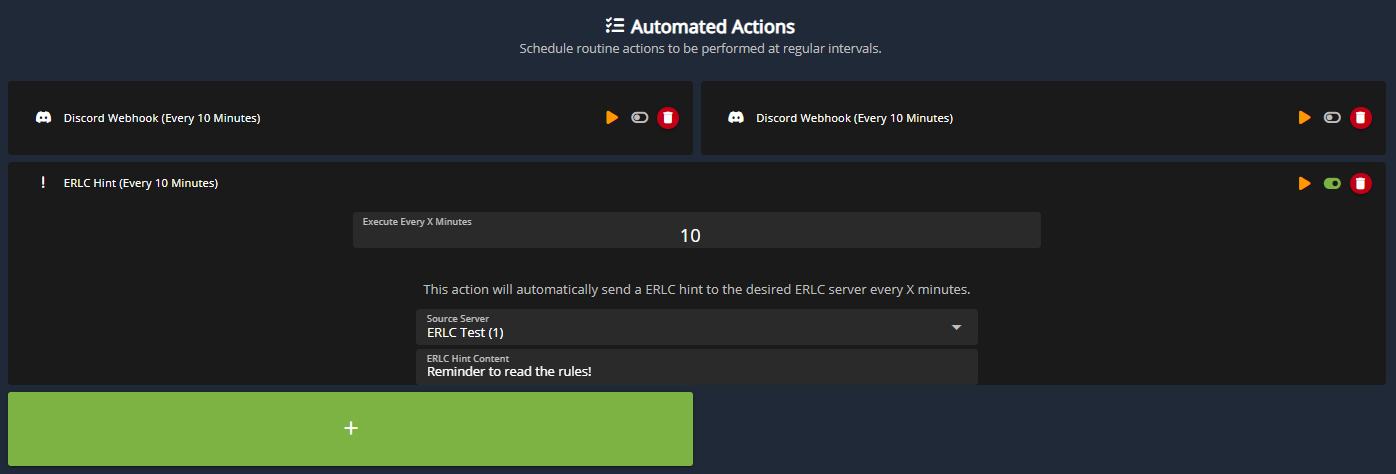 Automated Actions
Schedule routine actions to be performed at regular intervals.
Discord Webhook (Every 10 Minutes)
Discord Webhook (Every 10 Minutes)
! ERLC Hint (Every 10 Minutes)
Execute Every X Minutes
10
This action will automatically send a ERLC hint to the desired ERLC server every X minutes.
Source Server
ERLC Test (1)
ERLC Hint Content
Reminder to read the rules!
+